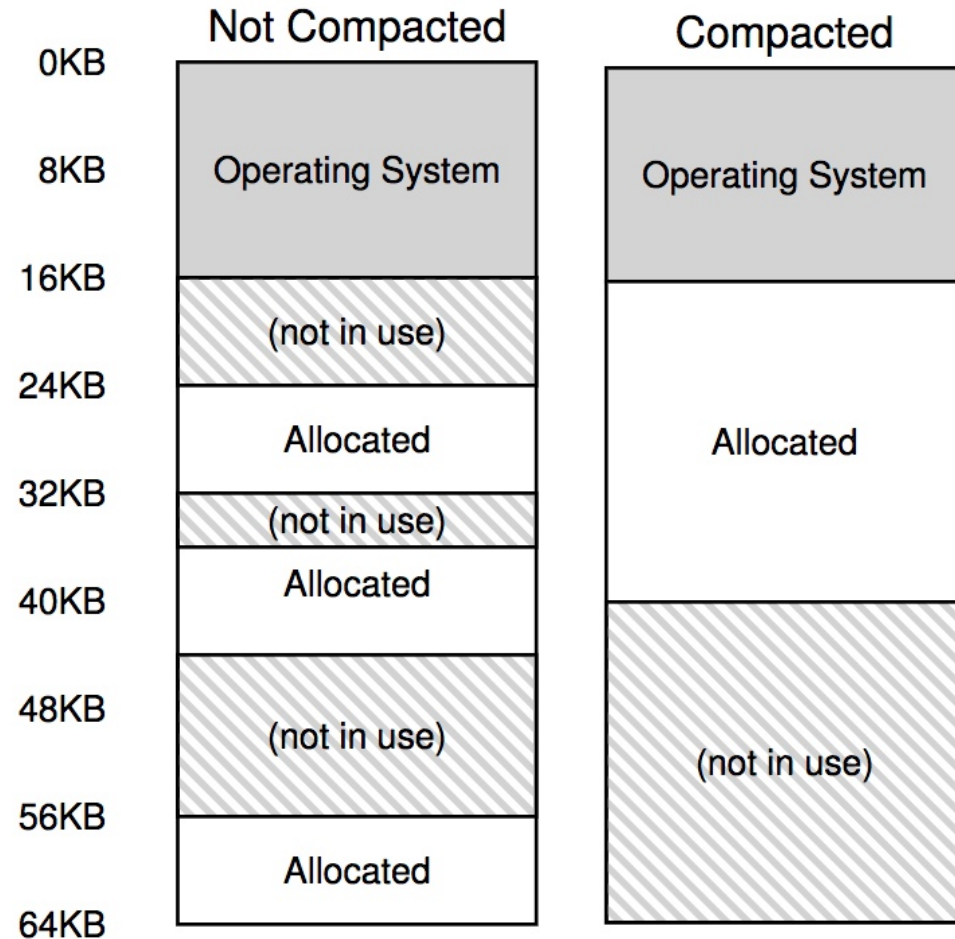 Not Compacted
Compacted
0KB
8KB
16KB
24KB
32KB
40KB
48KB
56KB
64KB
Operating System
(not in use)
Allocated
(not in use)
Allocated
(not in use)
Allocated
Operating System
Allocated
(not in use)